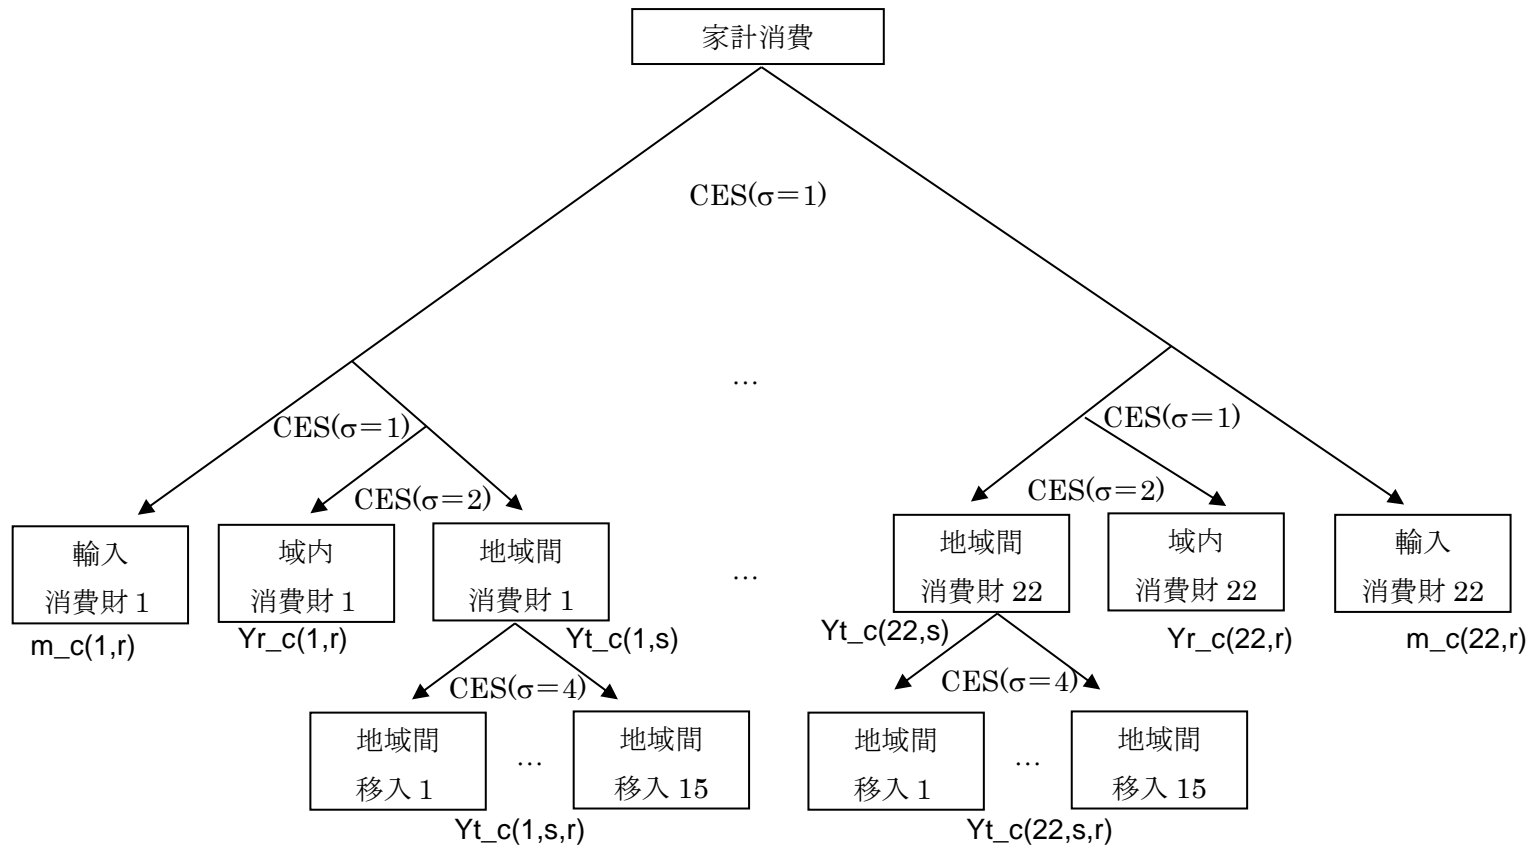 家計消費
CES(σ＝1)
…
CES(σ＝1)
CES(σ＝1)
CES(σ＝2)
CES(σ＝2)
輸入
消費財 1
域内
消費財 1
地域間
消費財 1
…
地域間
消費財 22
域内
消費財 22
輸入
消費財 22
m_c(1,r)
Yr_c(1,r)
Yt_c(1,s)
Yt_c(22,s)
Yr_c(22,r)
m_c(22,r)
CES(σ＝4)
CES(σ＝4)
地域間
移入 1
…
地域間
移入 15
地域間
移入 1
…
地域間
移入 15
Yt_c(1,s,r)
Yt_c(22,s,r)